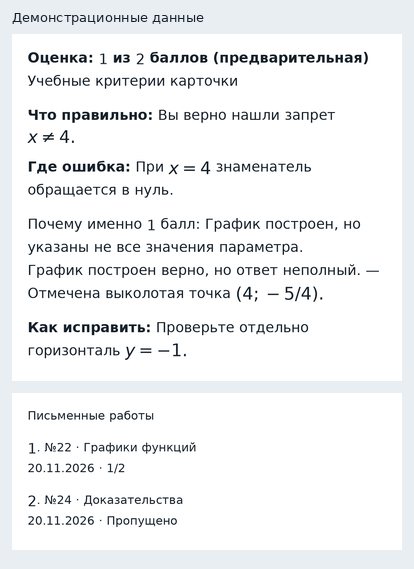 Демонстрационные данные
Оценка: 1 из 2 баллов (предварительная)
Учебные критерии карточки
Что правильно: Вы верно нашли запрет
x ≠ 4.
Где ошибка: При x = 4 знаменатель
обращается в нуль.
Почему именно 1 балл: График построен, но
указаны не все значения параметра.
График построен верно, но ответ неполный. —
Отмечена выколотая точка (4; −5/4).
Как исправить: Проверьте отдельно
горизонталь y = −1.
Письменные работы
1. №22 · Графики функций
20.11.2026 · 1/2
2. №24 · Доказательства
20.11.2026 · Пропущено